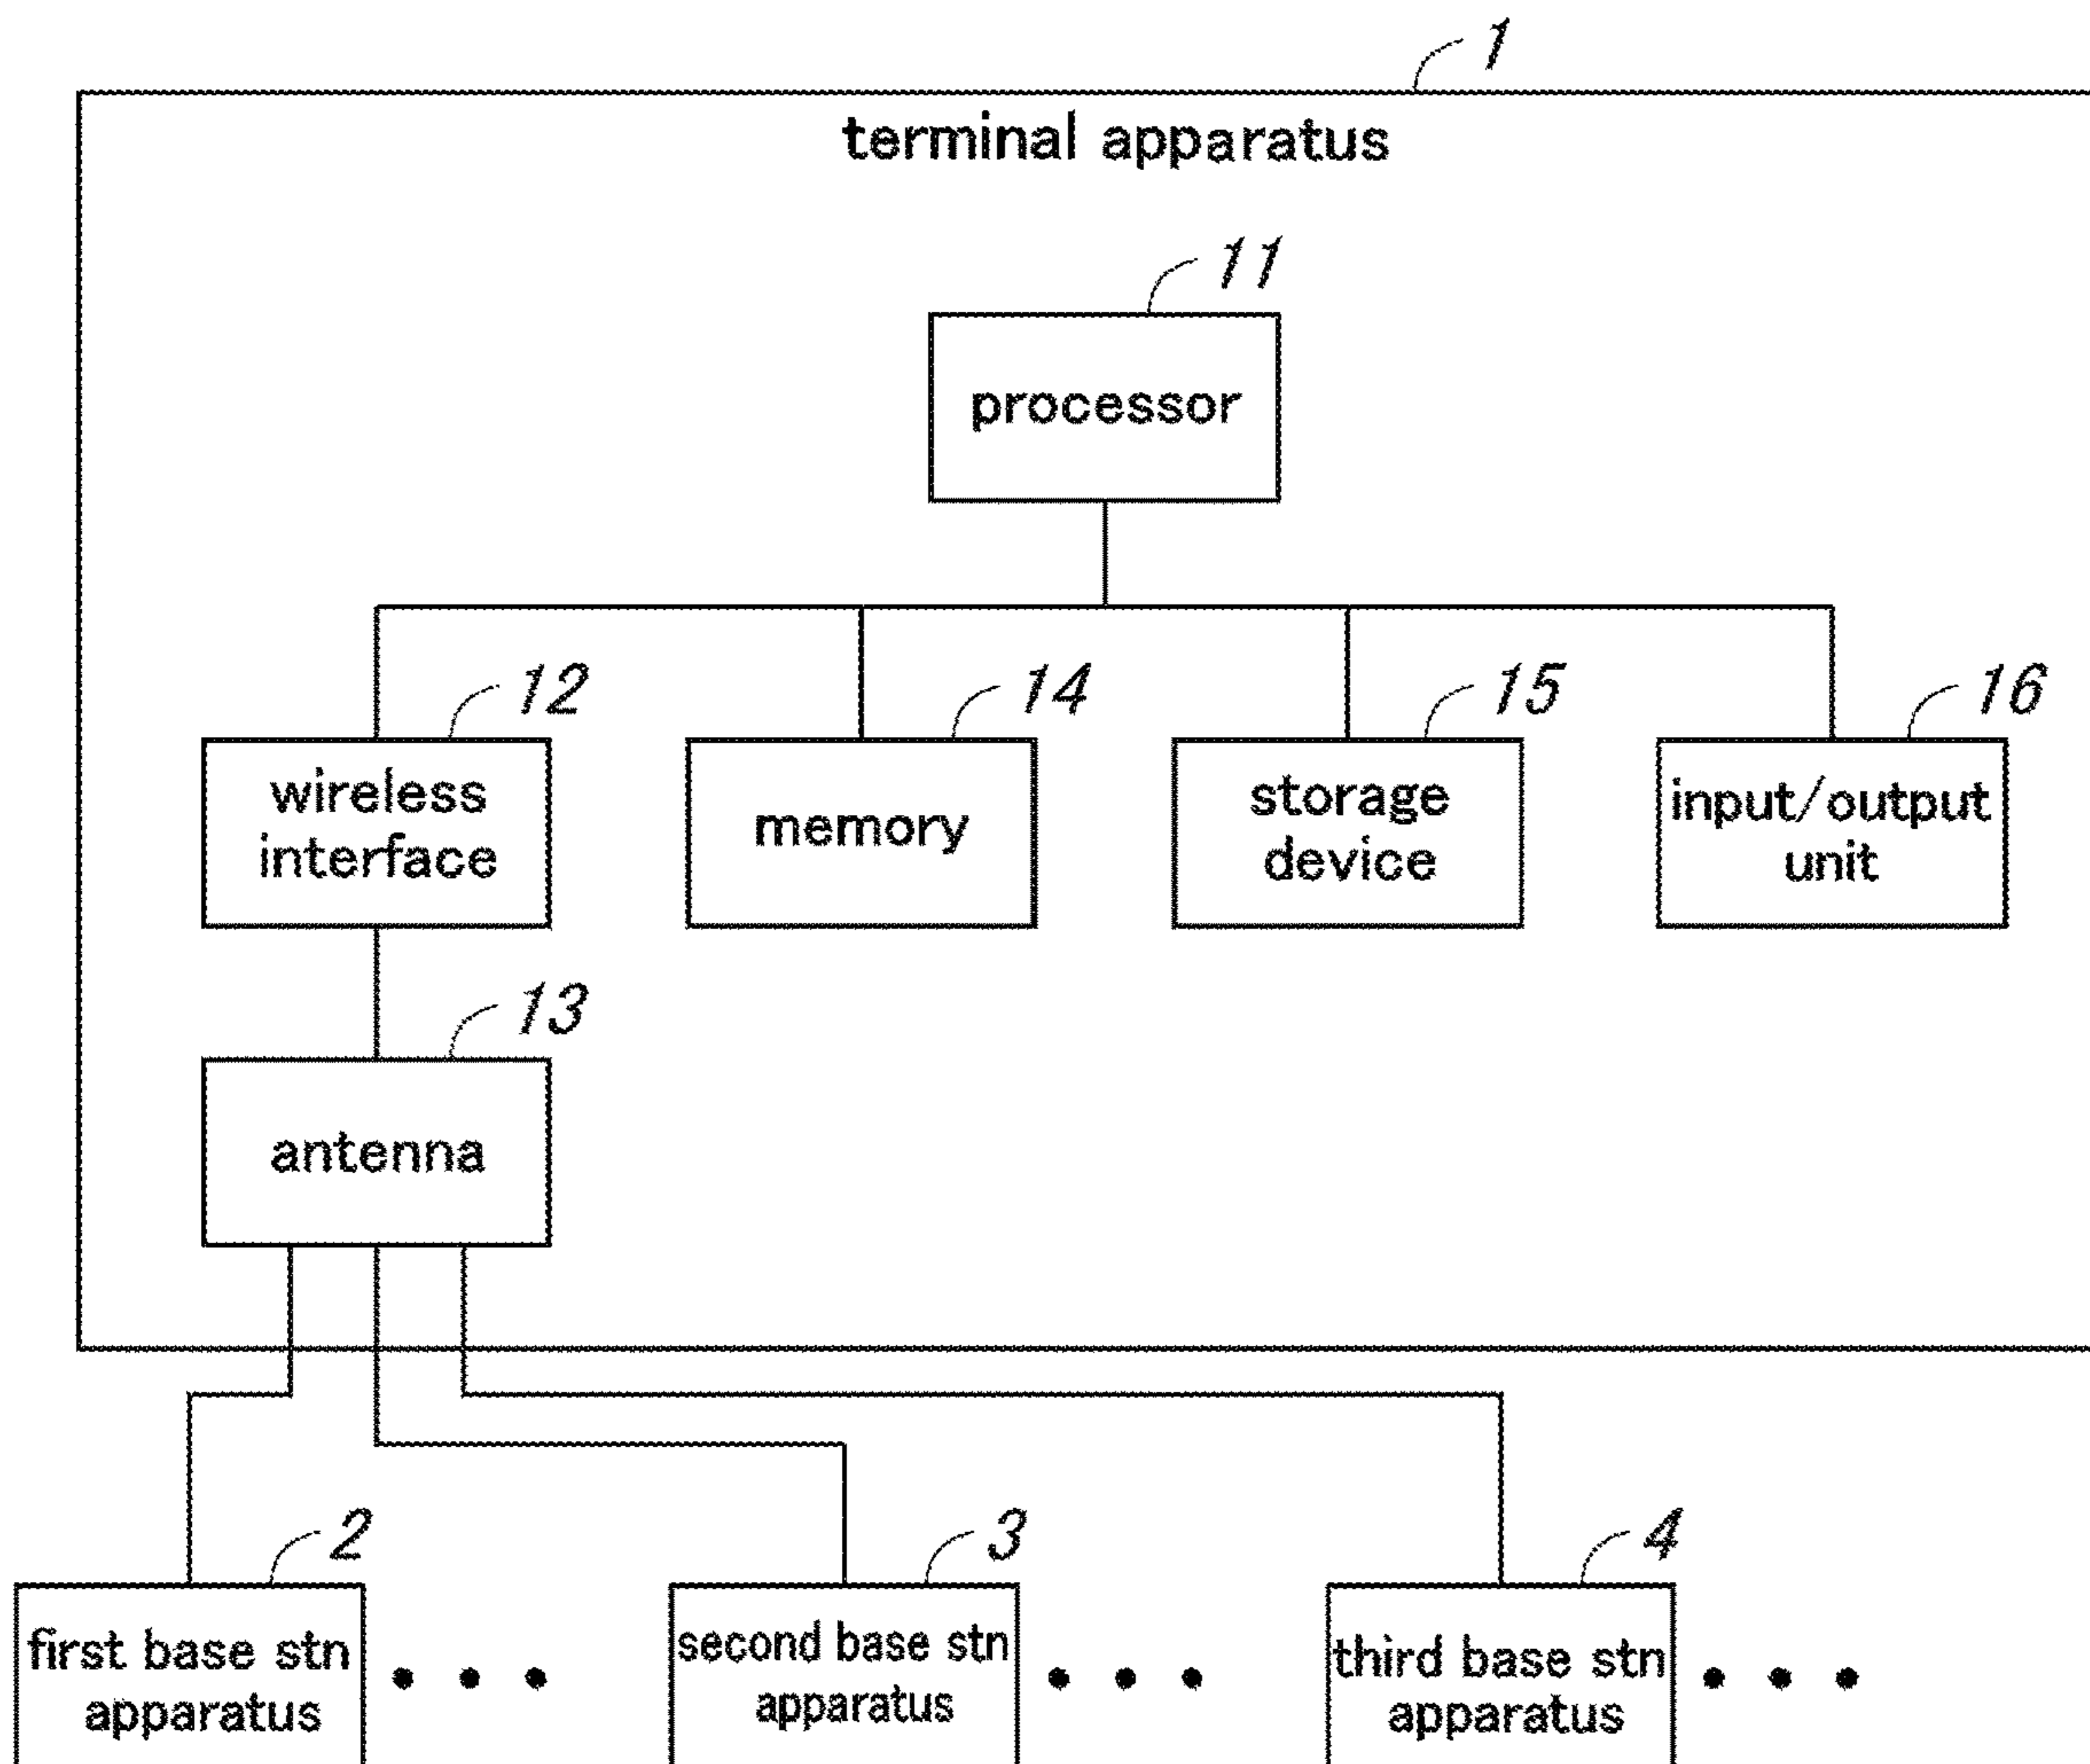 1
terminal apparatus
11
processor
12
14
15
16
wireless
interface
memory
storage
device
input/output
unit
13
antenna
2
3
4
first base stn
apparatus
second base stn
apparatus
third base stn
apparatus